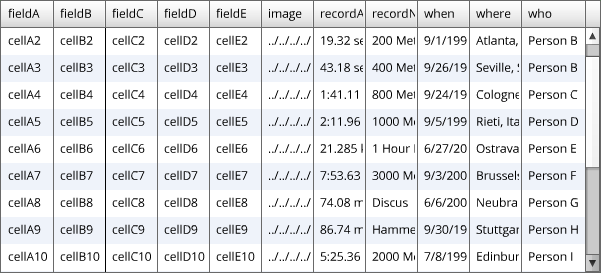 fieldA fieldB fieldC fieldD fieldE image recordA recordN when where who
cellA2 cellB2 cellC2 cellD2 cellE2 ../../../../ 19.32 se 200 Met 9/1/199 Atlanta, Person B
cellA3 cellB3 cellC3 cellD3 cellE3 ../../../../ 43.18 se 400 Met 9/26/19 Seville, S Person B
cellA4 cellB4 cellC4 cellD4 cellE4 ../../../../ 1:41.11 800 Met 9/24/19 Cologne Person C
cellA5 cellB5 cellC5 cellD5 cellE5 ../../../../ 2:11.96 1000 Me 9/5/199 Rieti, Ita Person D
cellA6 cellB6 cellC6 cellD6 cellE6 ../../../../ 21.285 k 1 Hour 6/27/20 Ostrava Person E
cellA7 cellB7 cellC7 cellD7 cellE7 ../../../../ 7:53.63 3000 Me 9/3/200 Brussels Person F
cellA8 cellB8 cellC8 cellD8 cellE8 ../../../../ 74.08 m Discus 6/6/200 Neubra Person G
cellA9 cellB9 cellC9 cellD9 cellE9 ../../../../ 86.74 m Hamme 9/30/19 Stuttgar Person H
cellA10 cellB10 cellC10 cellD10 cellE10 ../../../../ 5:25.36 2000 Me 7/8/199 Edinbur Person I